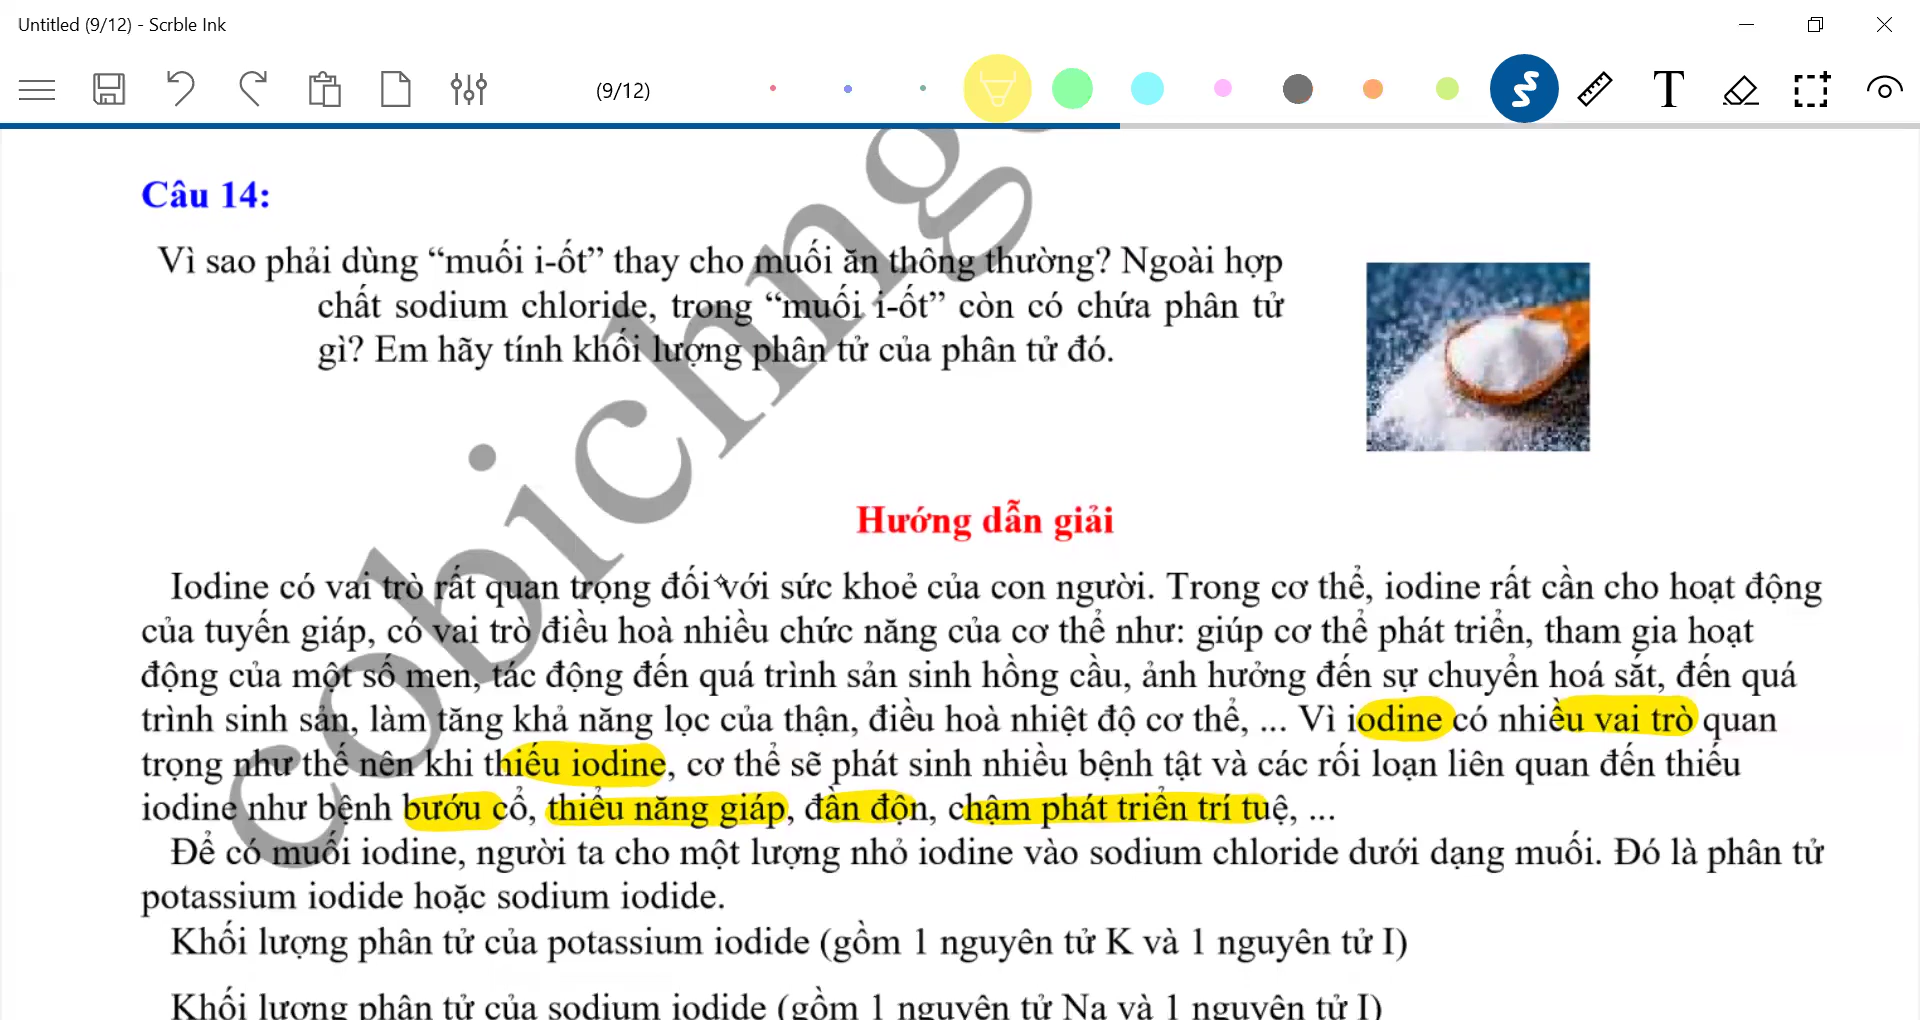 Untitled (9/12) - Scrble Ink
(9/12)
T
Câu 14:
Vì sao phải dùng “muối i-ốt” thay cho muối ăn thông thường? Ngoài hợp
chất sodium chloride, trong “muối i-ốt” còn có chứa phân tử
gì? Em hãy tính khối lượng phân tử của phân tử đó.
Hướng dẫn giải
Iodine có vai trò rất quan trọng đối với sức khoẻ của con người. Trong cơ thể, iodine rất cần cho hoạt động
của tuyến giáp, có vai trò điều hoà nhiều chức năng của cơ thể như: giúp cơ thể phát triển, tham gia hoạt
động của một số men, tác động đến quá trình sản sinh hồng cầu, ảnh hưởng đến sự chuyển hoá sắt, đến quá
trình sinh sản, làm tăng khả năng lọc của thận, điều hoà nhiệt độ cơ thể, ... Vì iodine có nhiều vai trò quan
trọng như thế nên khi thiếu iodine, cơ thể sẽ phát sinh nhiều bệnh tật và các rối loạn liên quan đến thiếu
iodine như bệnh bướu cổ, thiểu năng giáp, đần độn, chậm phát triển trí tuệ, ...
Để có muối iodine, người ta cho một lượng nhỏ iodine vào sodium chloride dưới dạng muối. Đó là phân tử
potassium iodide hoặc sodium iodide.
Khối lượng phân tử của potassium iodide (gồm 1 nguyên tử K và 1 nguyên tử I)
Khối lượng phân tử của sodium iodide (gồm 1 nguyên tử Na và 1 nguyên tử I)
cobichng